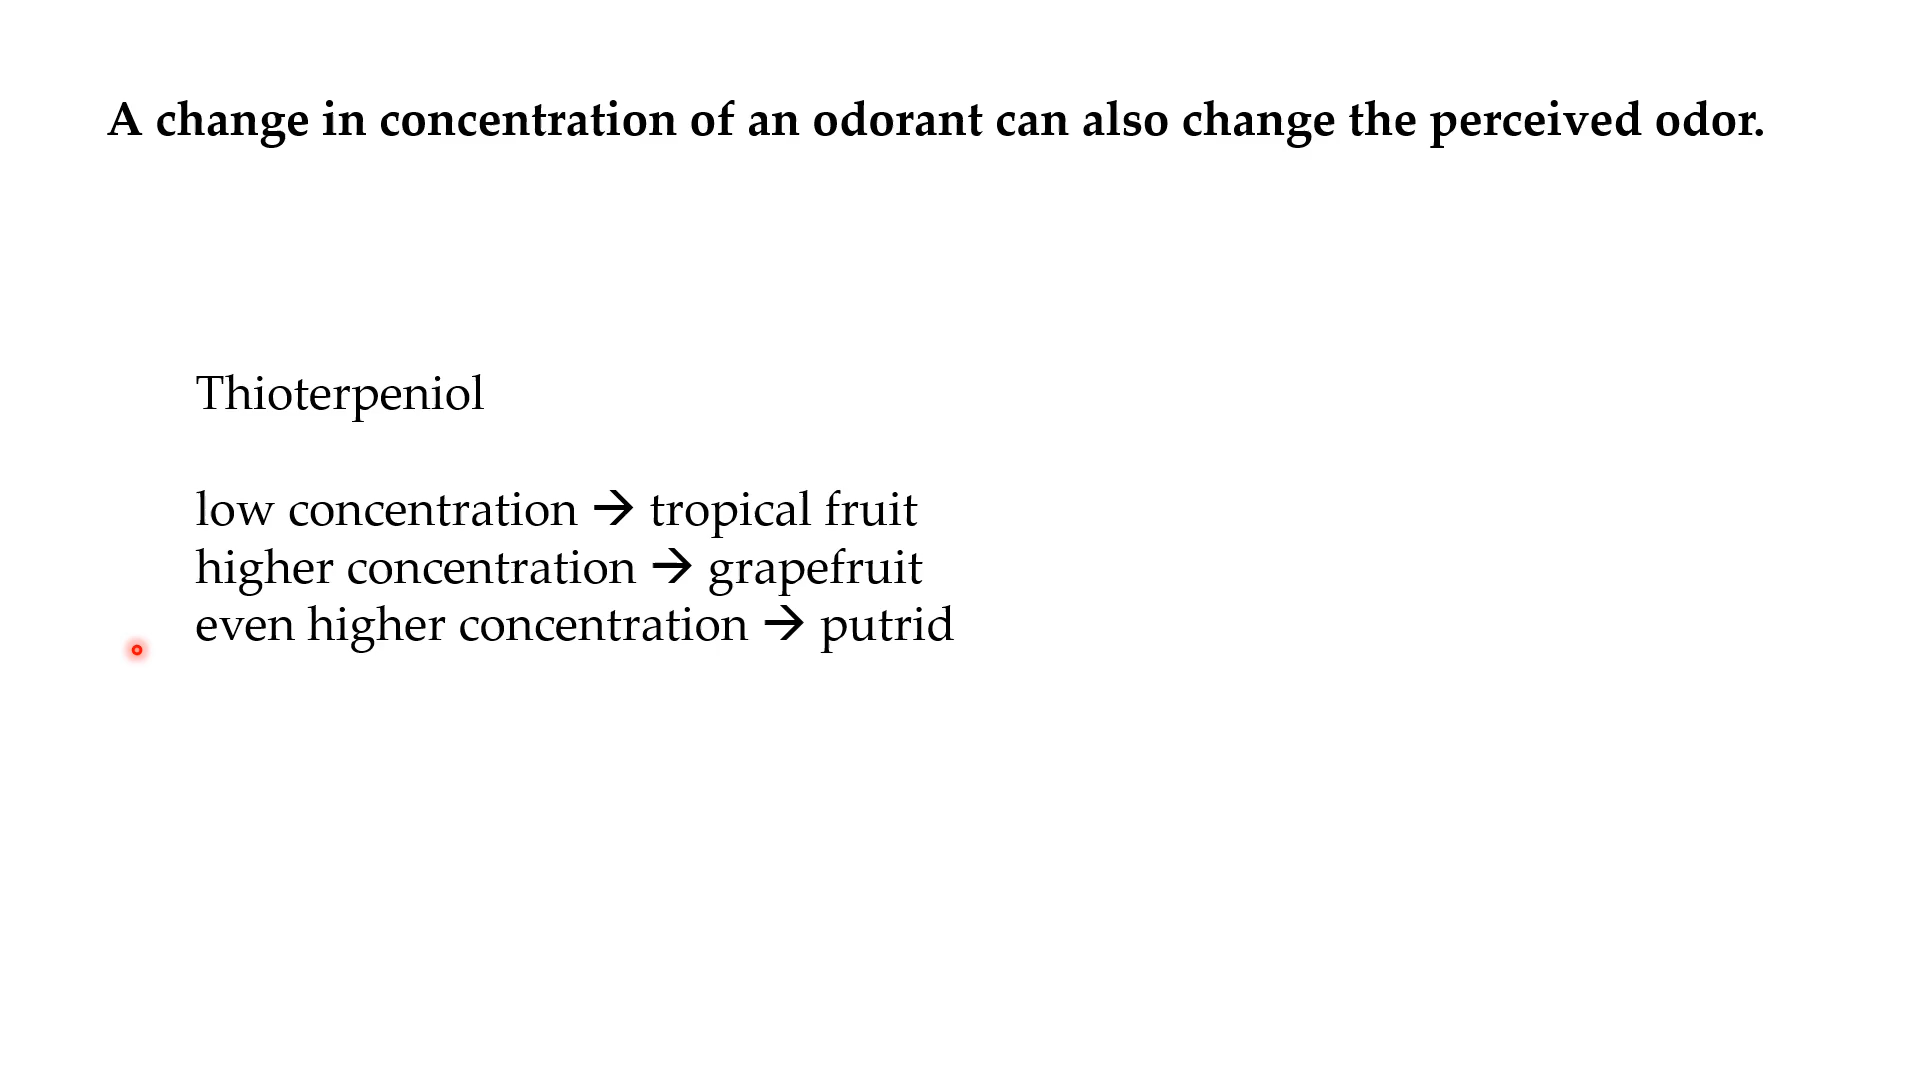 A change in concentration of an odorant can also change the perceived odor.
Thioterpeniol
low concentration → tropical fruit
higher concentration → grapefruit
even higher concentration → putrid